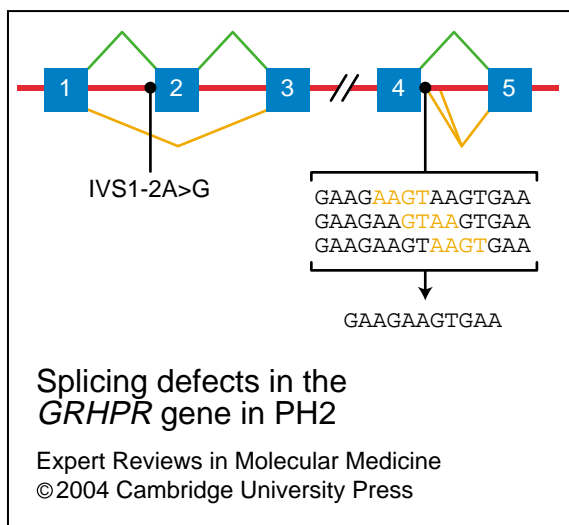 1 2 3 4 5
IVS1-2A>G
GAAGAAGTAAGTGAA
GAAGAAGTAAGTGAA
GAAGAAGTAAGTGAA
GAAGAAGTGAA
Splicing defects in the
GRHPR gene in PH2
Expert Reviews in Molecular Medicine
©2004 Cambridge University Press